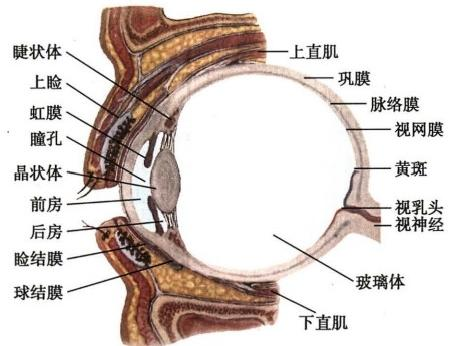 睫状体
上睑
虹膜
瞳孔
晶状体
前房
后房
睑结膜
球结膜
上直肌
巩膜
脉络膜
视网膜
黄斑
视乳头
视神经
玻璃体
下直肌